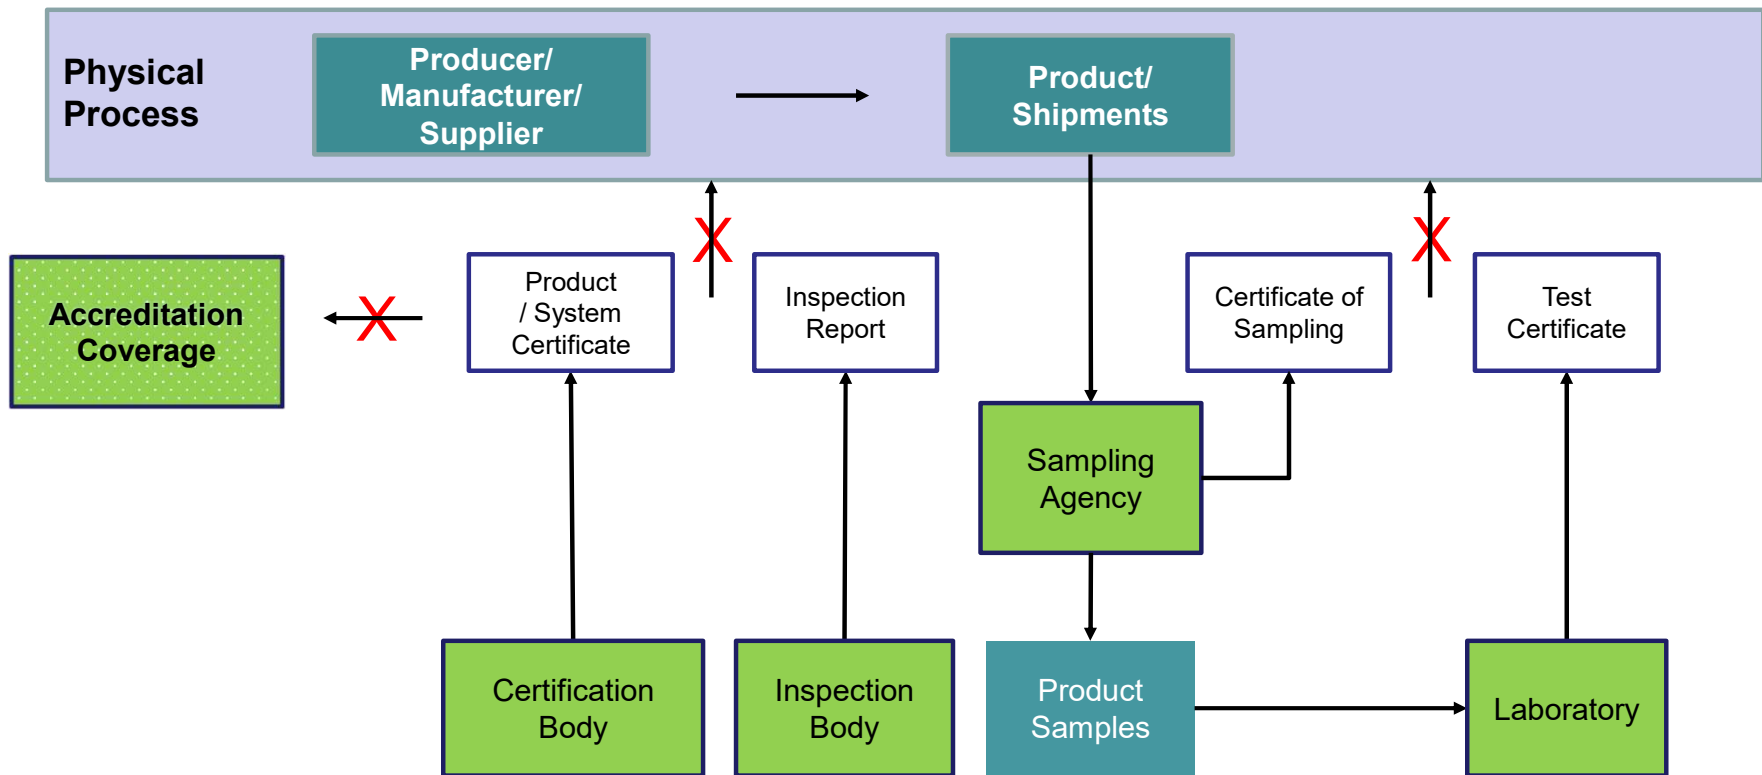 Physical
Process
Producer/
Manufacturer/
Supplier
Product/
Shipments
Accreditation
Coverage
X
Product
/ System
Certificate
X
Inspection
Report
Certificate of
Sampling
X
Test
Certificate
Sampling
Agency
Certification
Body
Inspection
Body
Product
Samples
Laboratory